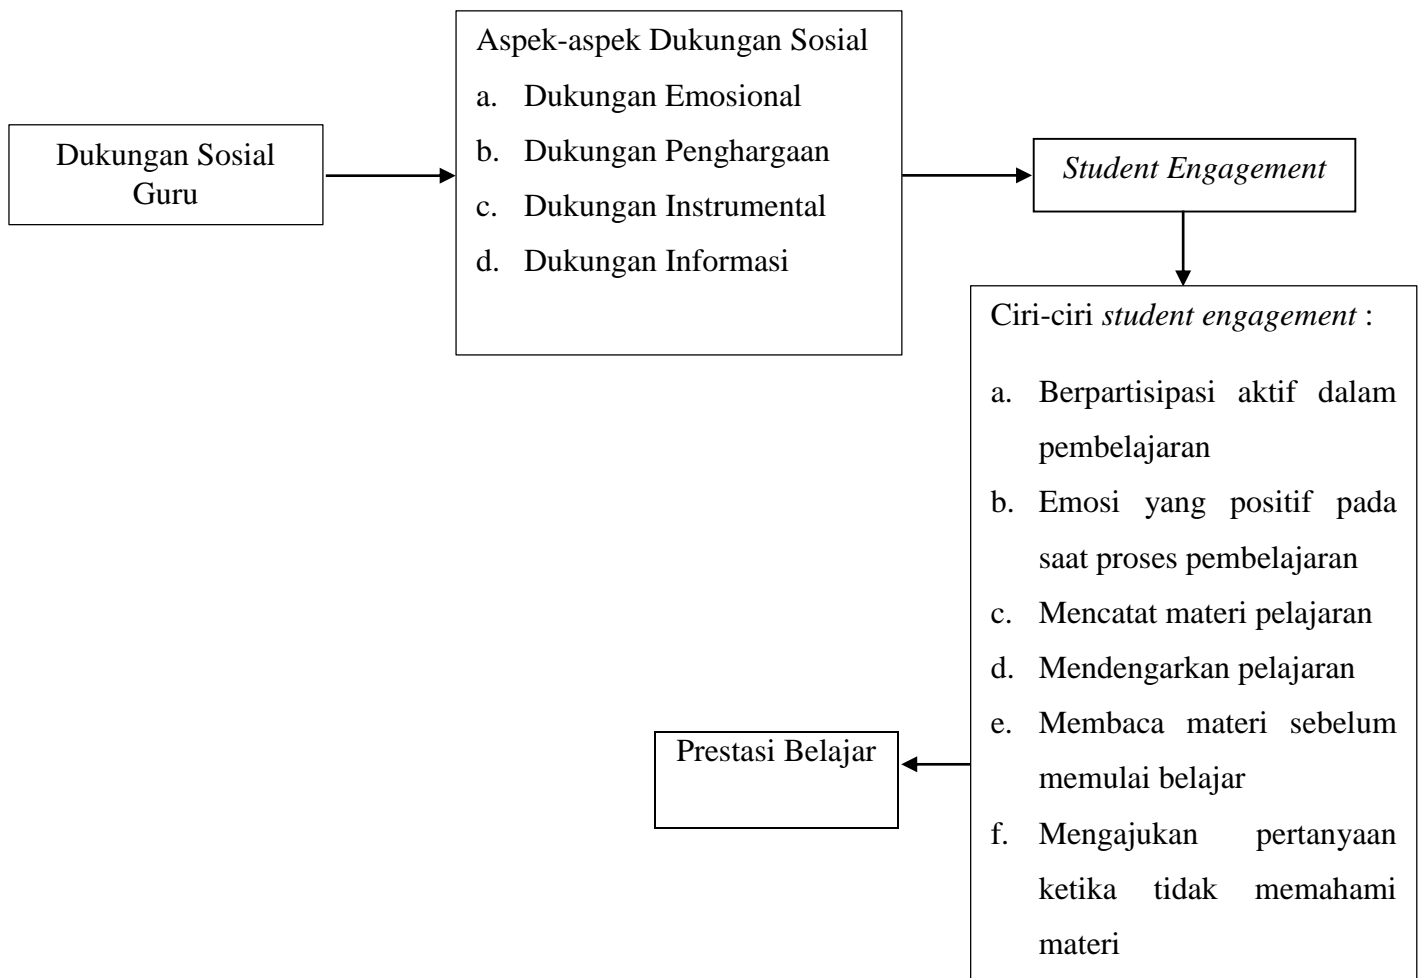 Dukungan Sosial
Guru
Aspek-aspek Dukungan Sosial
a. Dukungan Emosional
b. Dukungan Penghargaan
c. Dukungan Instrumental
d. Dukungan Informasi
Student Engagement
Ciri-ciri student engagement :
a. Berpartisipasi aktif dalam
pembelajaran
b. Emosi yang positif pada
saat proses pembelajaran
c. Mencatat materi pelajaran
d. Mendengarkan pelajaran
e. Membaca materi sebelum
memulai belajar
f. Mengajukan pertanyaan
ketika tidak memahami
materi
Prestasi Belajar